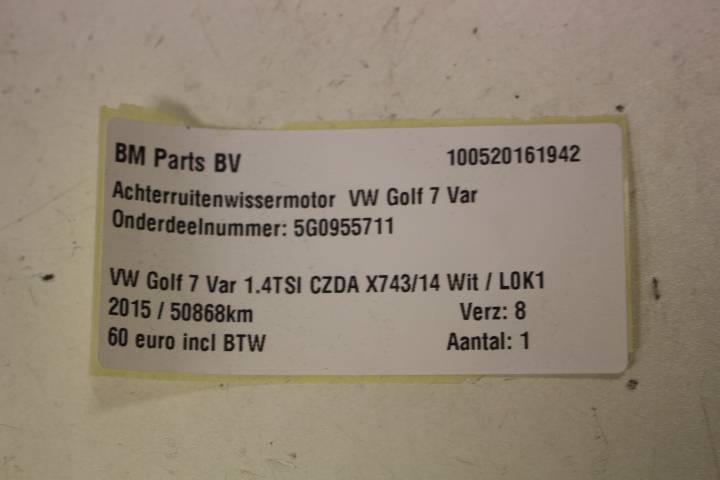 BM Parts BV 100520161942
Achterruitenwissermotor VW Golf 7 Var
Onderdeelnummer: 5G0955711
VW Golf 7 Var 1.4TSI CZDA X743/14 Wit / L0K1
2015 / 50868km Verz: 8
60 euro incl BTW Aantal: 1